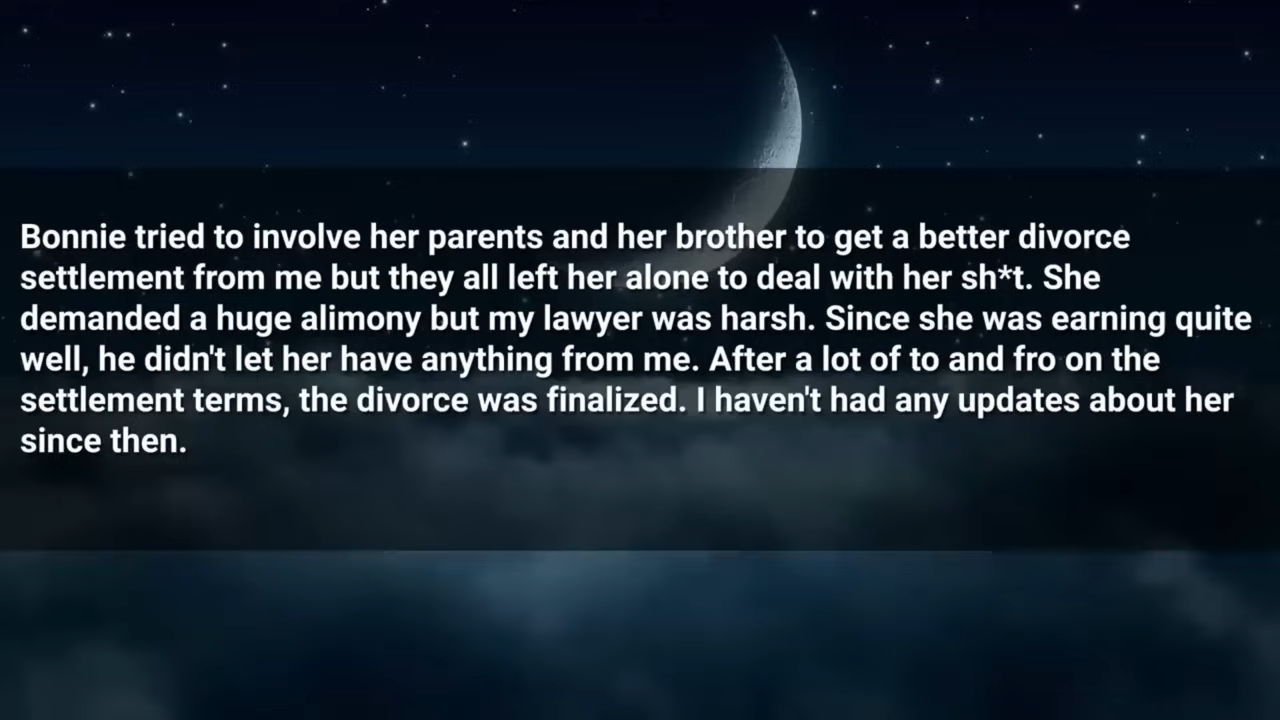 Bonnie tried to involve her parents and her brother to get a better divorce
settlement from me but they all left her alone to deal with her sh*t. She
demanded a huge alimony but my lawyer was harsh. Since she was earning quite
well, he didn't let her have anything from me. After a lot of to and fro on the
settlement terms, the divorce was finalized. I haven't had any updates about her
since then.